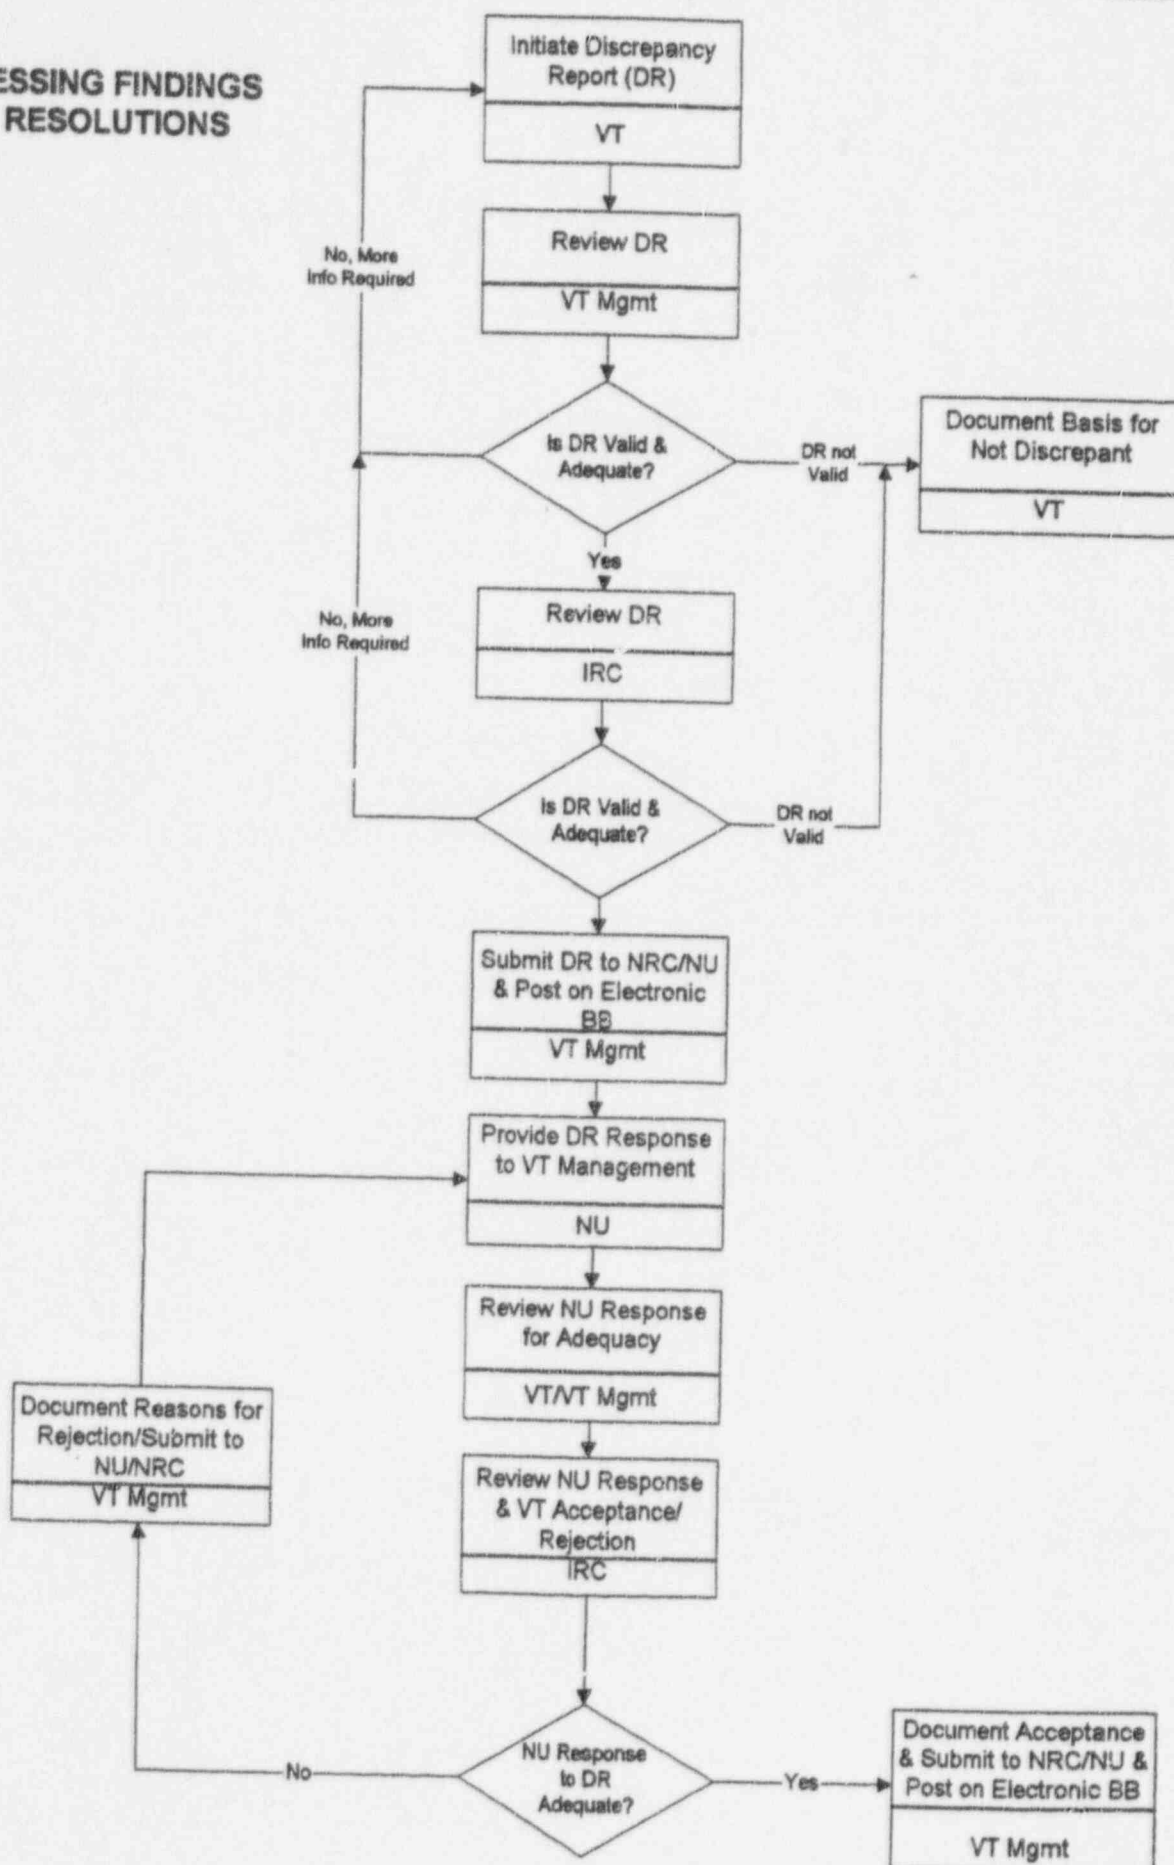 ESSING FINDINGS
RESOLUTIONS
Initiate Discrepancy
Report (DR)
VT
Review DR
VT Mgmt
No, More
Info Required
Is DR Valid &
Adequate?
DR not
Valid
Document Basis for
Not Discrepant
VT
Yes
Review DR
IRC
No, More
Info Required
Is DR Valid &
Adequate?
DR not
Valid
Submit DR to NRC/NU
& Post on Electronic
BB
VT Mgmt
Provide DR Response
to VT Management
NU
Review NU Response
for Adequacy
VT/VT Mgmt
Document Reasons for
Rejection/Submit to
NU/NRC
VT Mgmt
Review NU Response
& VT Acceptance/
Rejection
IRC
NU Response
to DR
Adequate?
No
Yes
Document Acceptance
& Submit to NRC/NU &
Post on Electronic BB
VT Mgmt